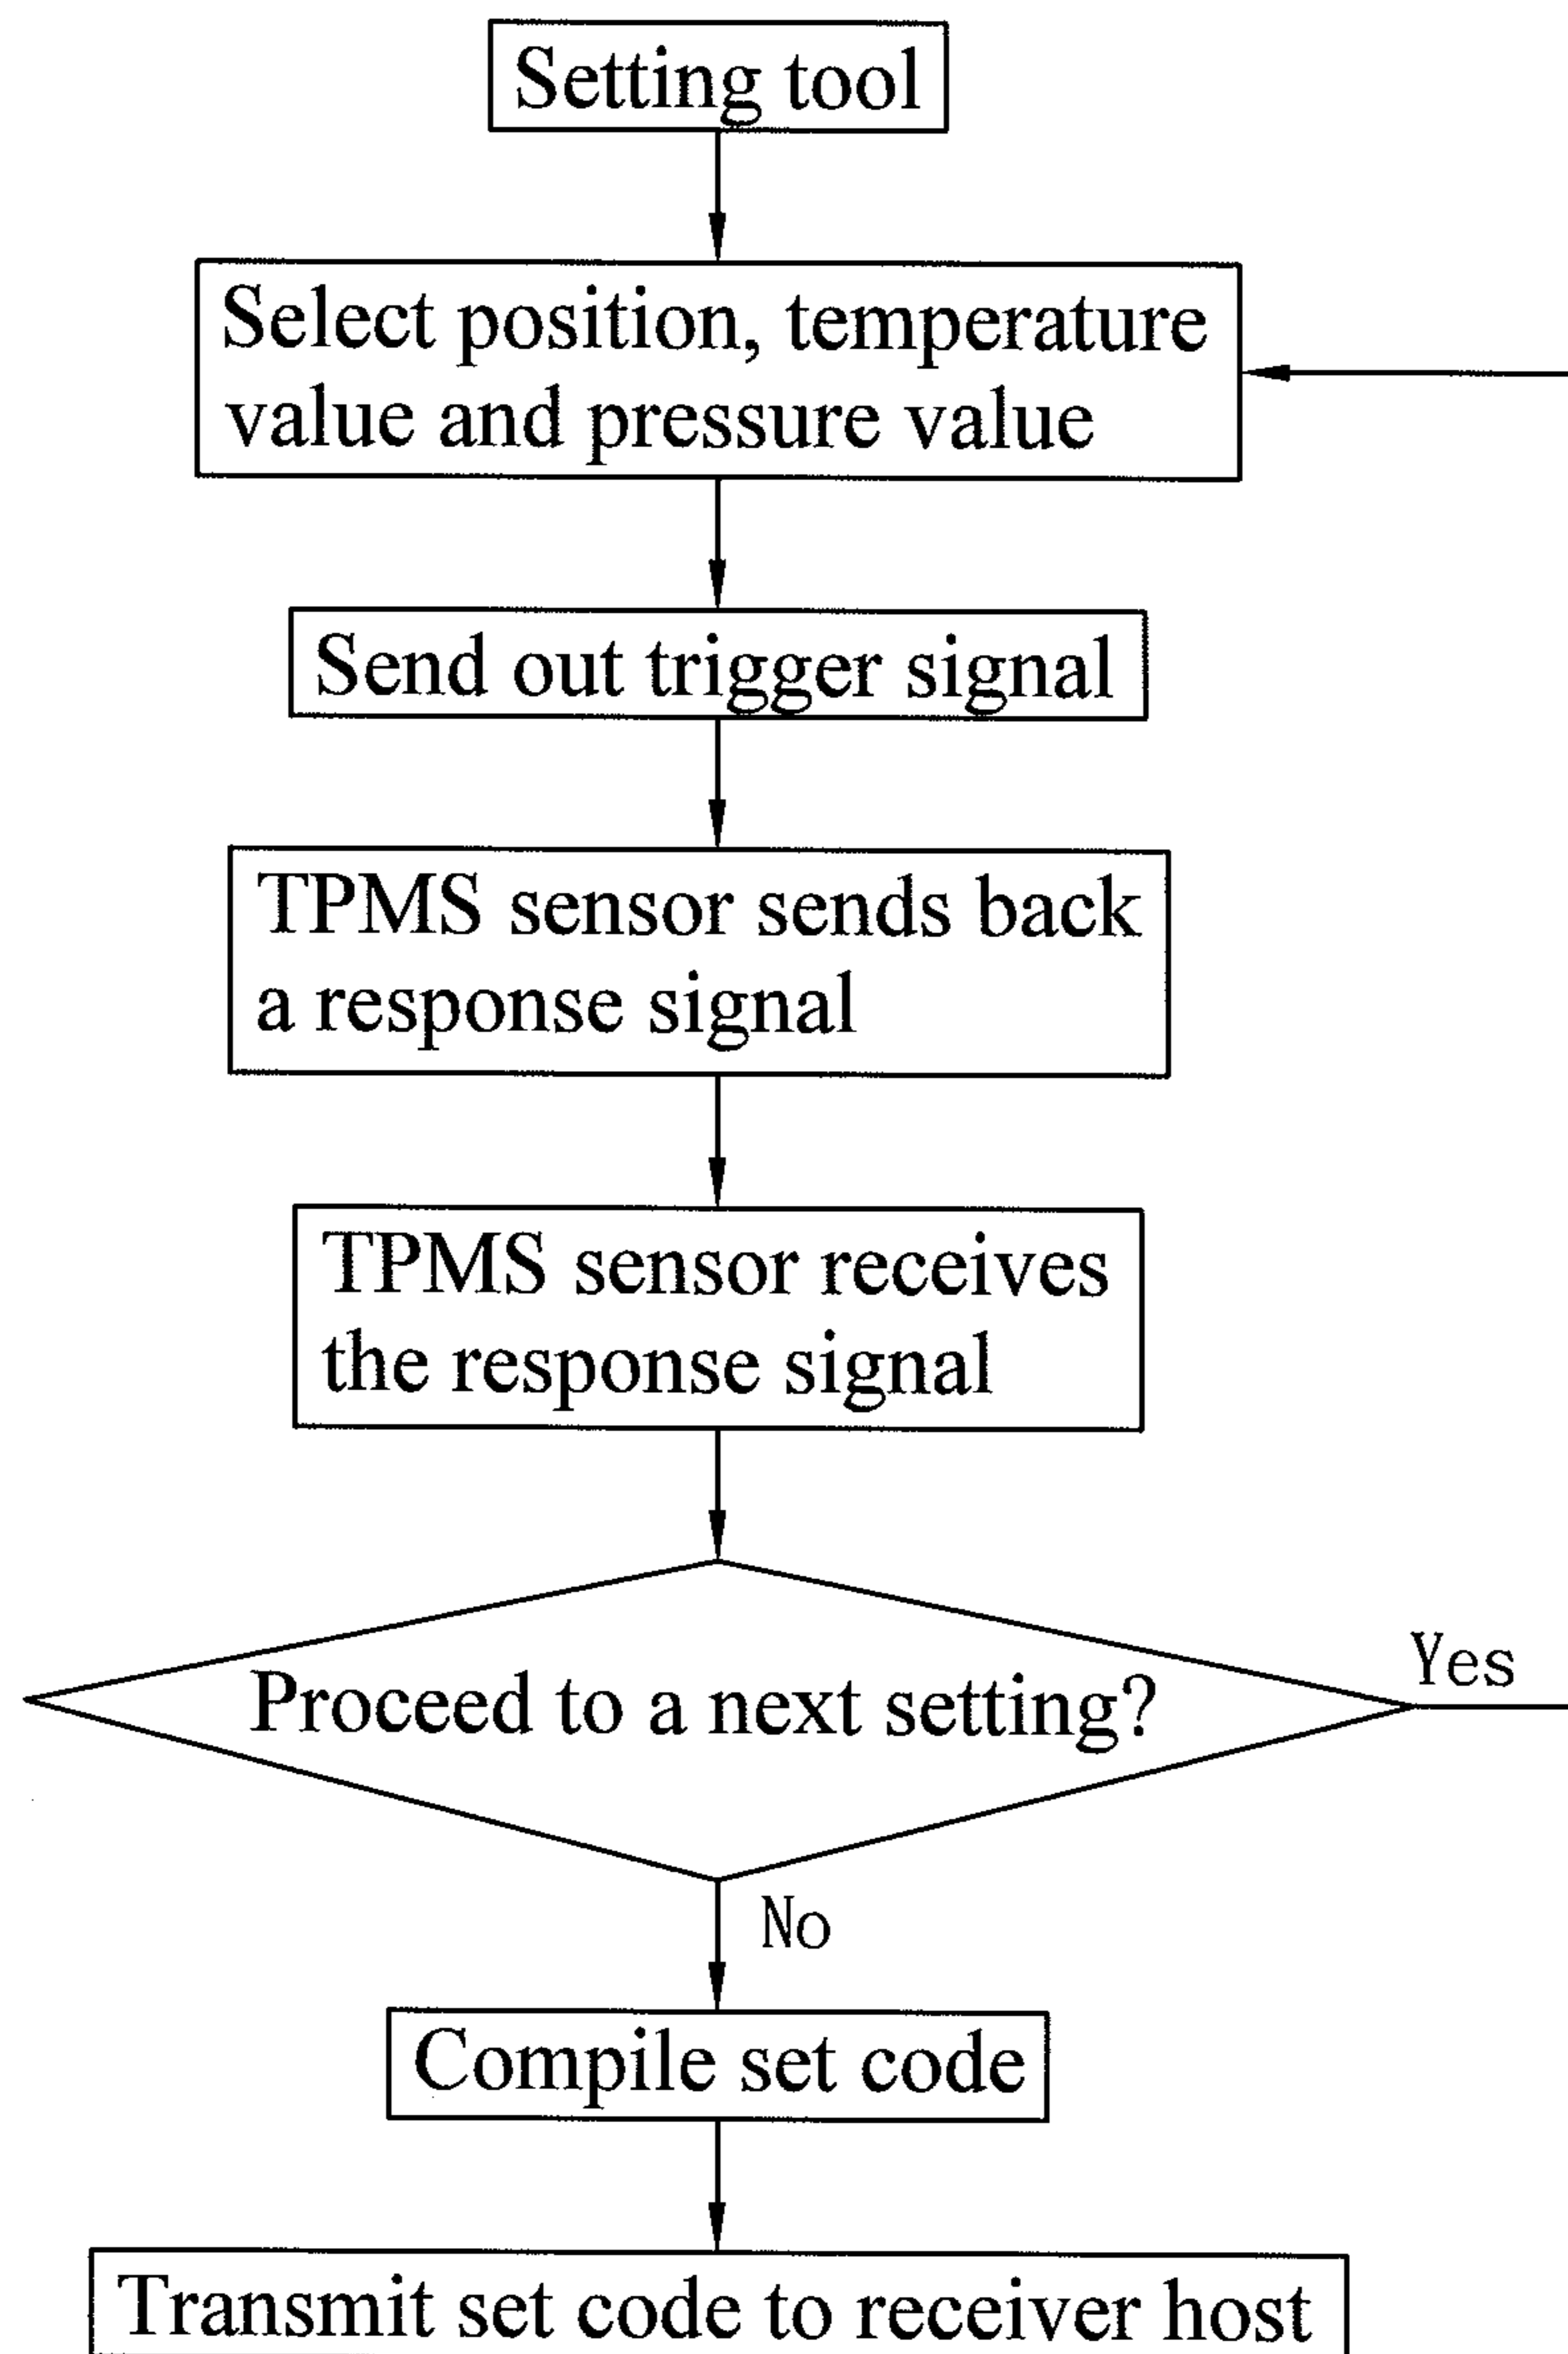 Setting tool
Select position, temperature
value and pressure value
Send out trigger signal
TPMS sensor sends back
a response signal
TPMS sensor receives
the response signal
Proceed to a next setting?
Yes
No
Compile set code
Transmit set code to receiver host